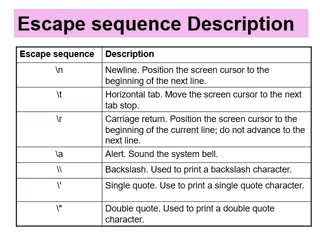 Escape sequence Description
Escape sequence Description
\n Newline. Position the screen cursor to the
beginning of the next line.
\t Horizontal tab. Move the screen cursor to the next
tab stop.
\r Carriage return. Position the screen cursor to the
beginning of the current line; do not advance to the
next line.
\a Alert. Sound the system bell.
\\ Backslash. Used to print a backslash character.
\' Single quote. Use to print a single quote character.
\" Double quote. Used to print a double quote
character.